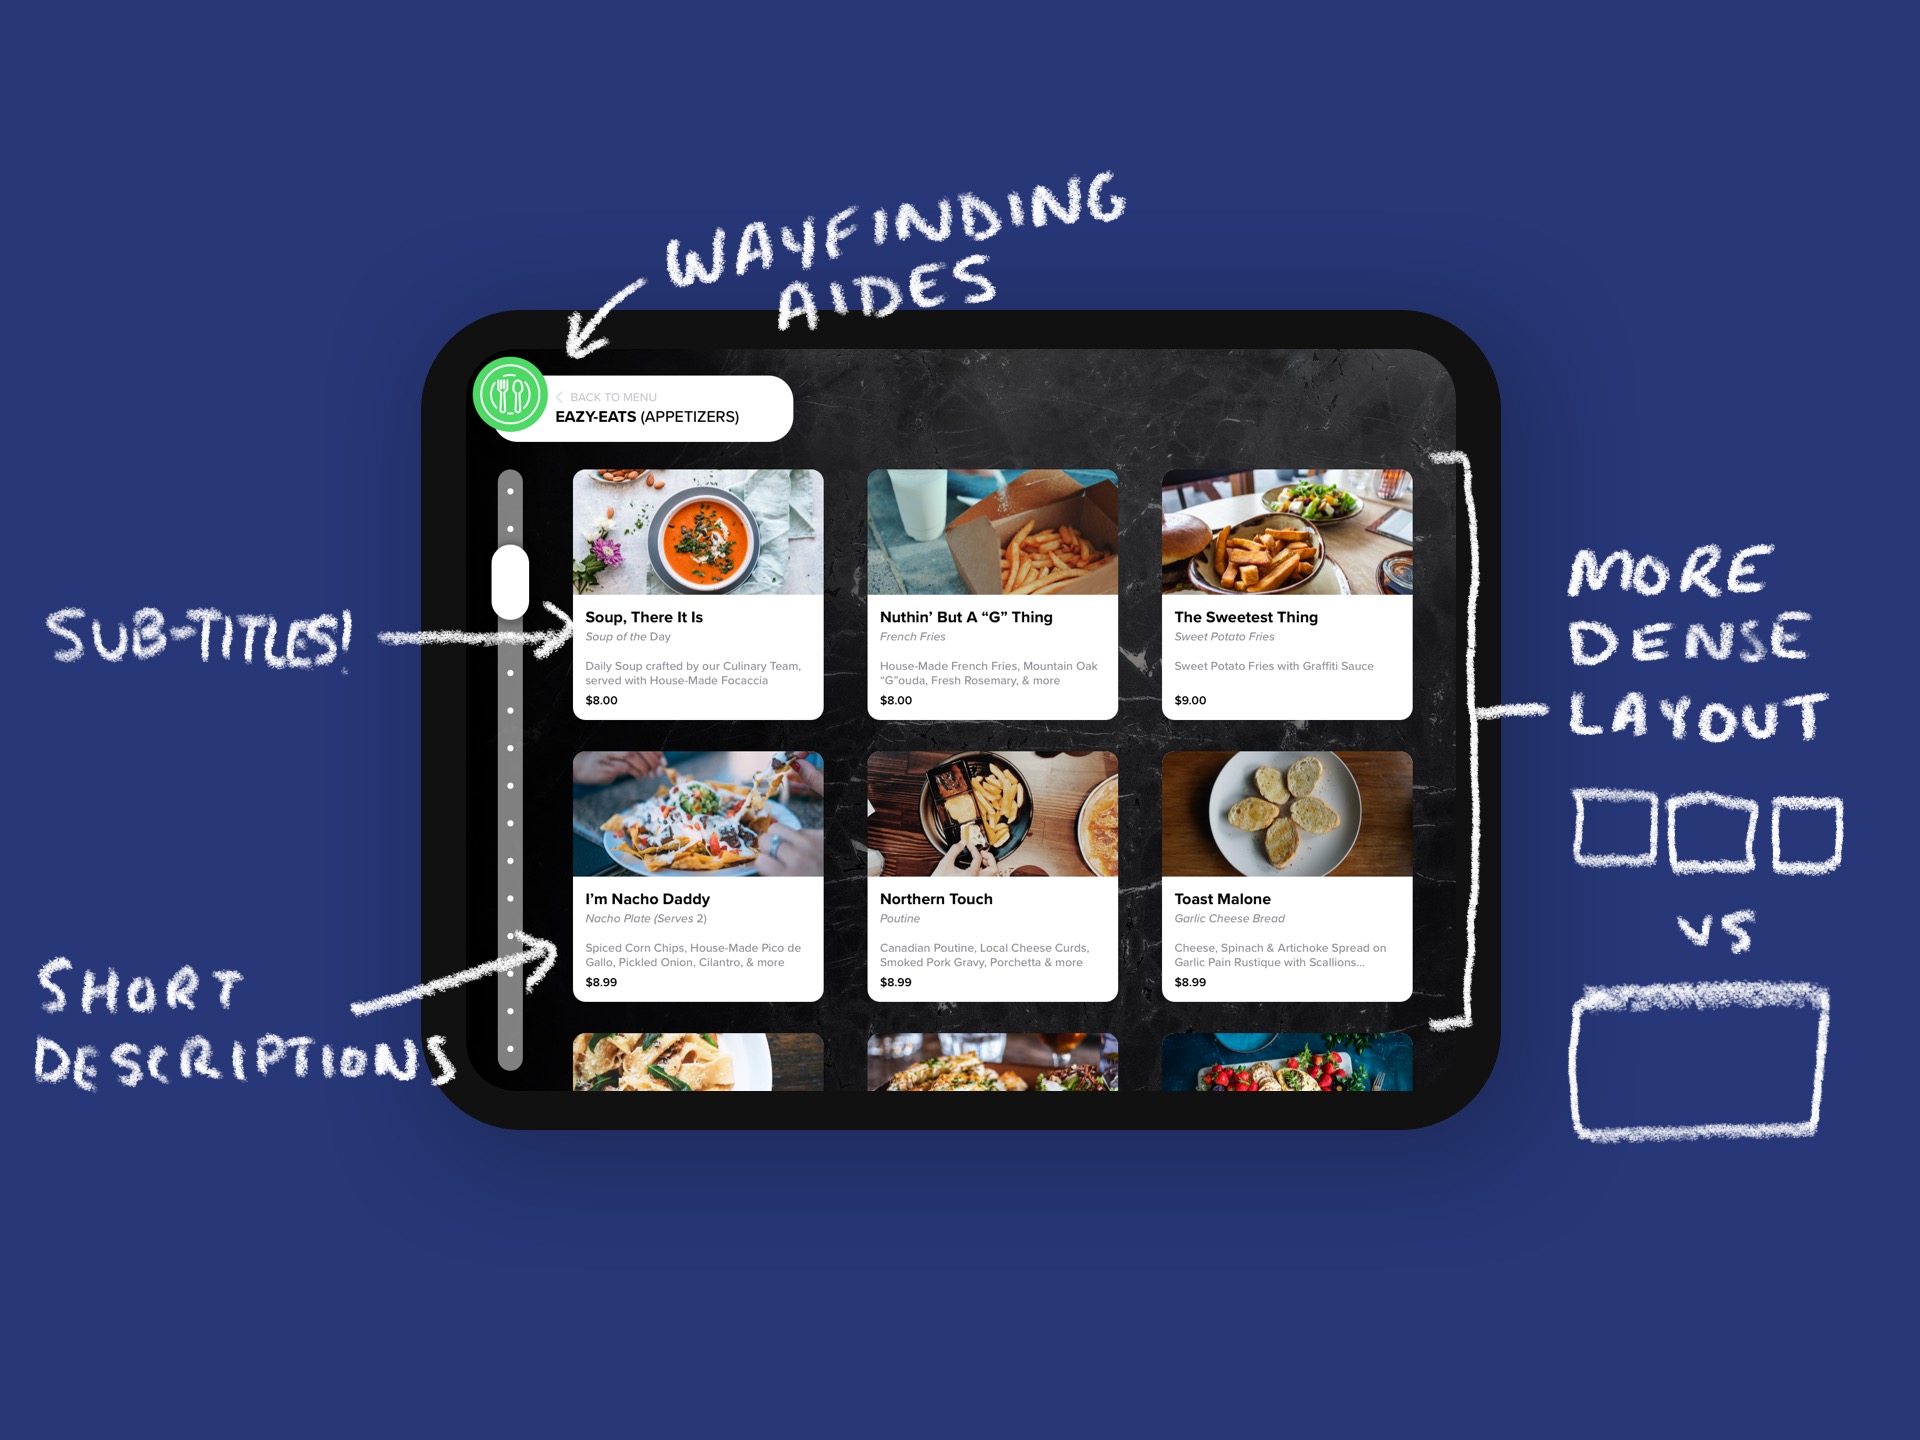 WAYFINDING
AIDES
BACK TO MENU
EAZY-EATS (APPETIZERS)
SUB-TITLES!
SHORT
DESCRIPTIONS
Soup, There It Is
Soup of the Day
Daily Soup crafted by our Culinary Team,
served with House-Made Focaccia
$8.00
Nuthin’ But A “G” Thing
French Fries
House-Made French Fries, Mountain Oak
“G”ouda, Fresh Rosemary, & more
$8.00
The Sweetest Thing
Sweet Potato Fries
Sweet Potato Fries with Graffiti Sauce
$9.00
I’m Nacho Daddy
Nacho Plate (Serves 2)
Spiced Corn Chips, House-Made Pico de
Gallo, Pickled Onion, Cilantro, & more
$8.99
Northern Touch
Poutine
Canadian Poutine, Local Cheese Curds,
Smoked Pork Gravy, Porchetta & more
$8.99
Toast Malone
Garlic Cheese Bread
Cheese, Spinach & Artichoke Spread on
Garlic Pain Rustique with Scallions...
$8.99
MORE
DENSE
LAYOUT
VS